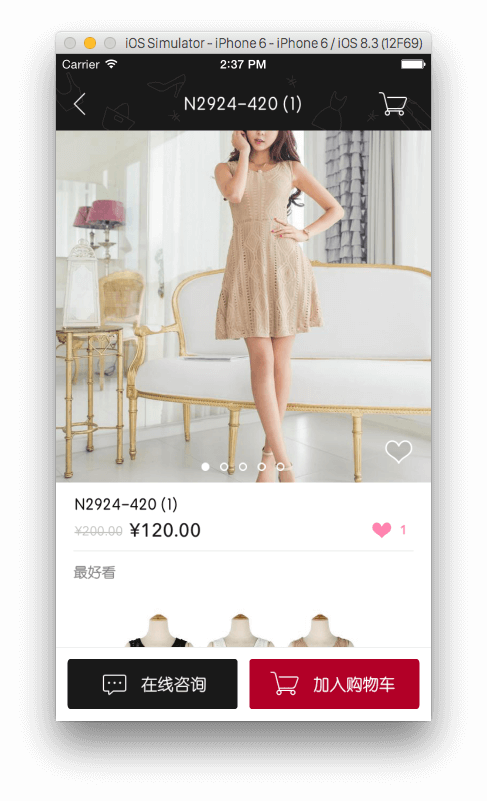 iOS Simulator - iPhone 6 - iPhone 6 / iOS 8.3 (12F69)
Carrier 2:37 PM
N2924-420 (1)
N2924-420 (1)
¥200.00 ¥120.00 1
最好看
在线咨询 加入购物车